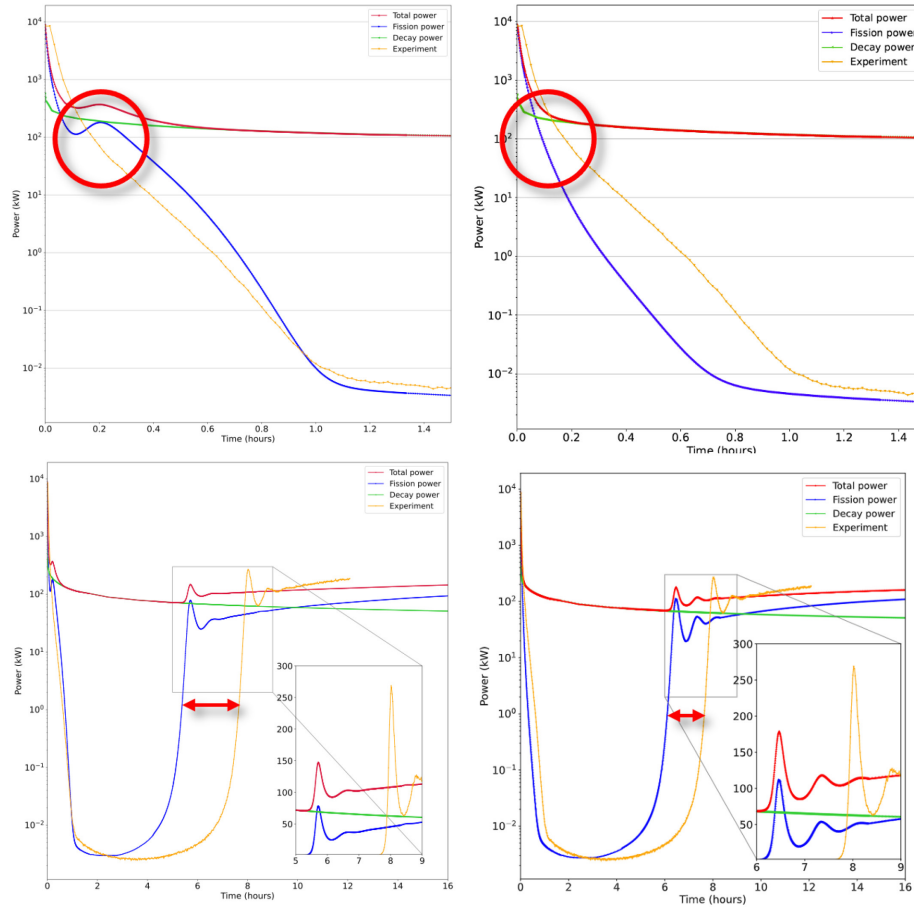 Total power
Fission power
Decay power
Experiment
10⁴
10³
10²
10¹
10⁰
10⁻¹
10⁻²
Power (kW)
0.0 0.2 0.4 0.6 0.8 1.0 1.2 1.4
Time (hours)
Total power
Fission power
Decay power
Experiment
10⁴
10³
10²
10¹
10⁰
10⁻¹
10⁻²
Power (kW)
0.0 0.2 0.4 0.6 0.8 1.0 1.2 1.4
Time (hours)
Total power
Fission power
Decay power
Experiment
10⁴
10³
10²
10¹
10⁰
10⁻¹
10⁻²
Power (kW)
300
250
200
150
100
50
5 6 7 8 9
0 2 4 6 8 10 12 14 16
Time (hours)
Total power
Fission power
Decay power
Experiment
10⁴
10³
10²
10¹
10⁰
10⁻¹
10⁻²
Power (kW)
300
250
200
150
100
50
6 7 8 9
0 2 4 6 8 10 12 14 16
Time (hours)